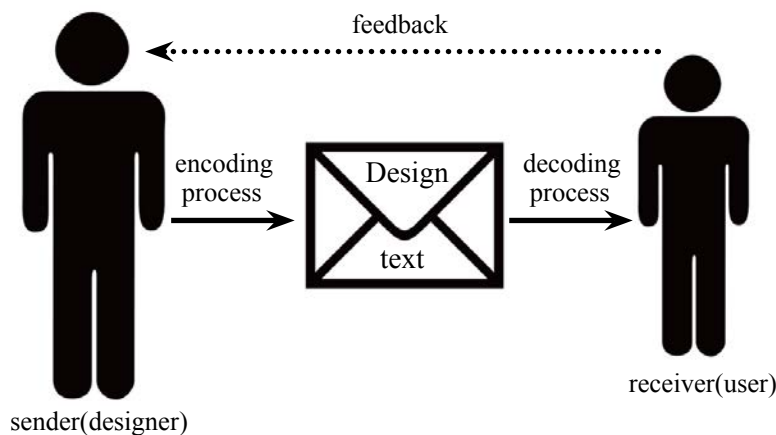 feedback
encoding
process
Design
text
decoding
process
sender(designer)
receiver(user)